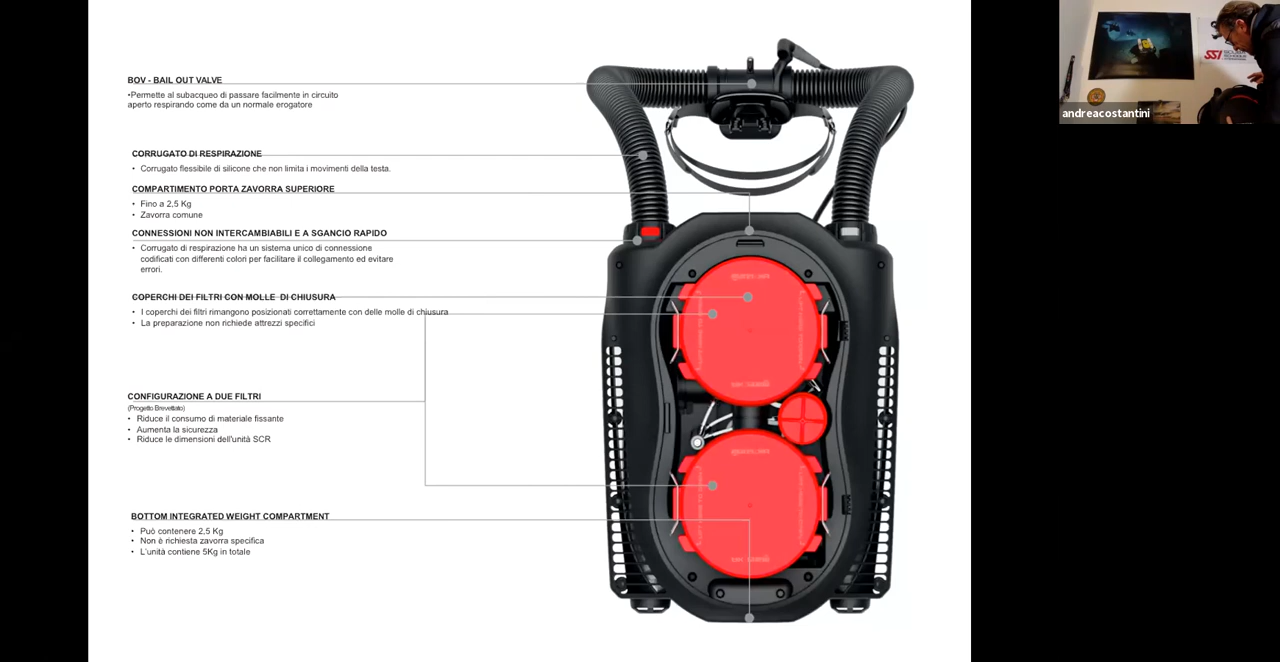 BOV - BAIL OUT VALVE
•Permette al subacqueo di passare facilmente in circuito
aperto respirando come da un normale erogatore
CORRUGATO DI RESPIRAZIONE
• Corrugato flessibile di silicone che non limita i movimenti della testa.
COMPARTIMENTO PORTA ZAVORRA SUPERIORE
• Fino a 2,5 Kg
• Zavorra comune
CONNESSIONI NON INTERCAMBIABILI E A SGANCIO RAPIDO
• Corrugato di respirazione ha un sistema unico di connessione
codificati con differenti colori per facilitare il collegamento ed evitare
errori.
COPERCHI DEI FILTRI CON MOLLE DI CHIUSURA
• I coperchi dei filtri rimangono posizionati correttamente con delle molle di chiusura
• La preparazione non richiede attrezzi specifici
CONFIGURAZIONE A DUE FILTRI
(Progetto Brevettato)
• Riduce il consumo di materiale fissante
• Aumenta la sicurezza
• Riduce le dimensioni dell'unità SCR
BOTTOM INTEGRATED WEIGHT COMPARTMENT
• Può contenere 2,5 Kg
• Non è richiesta zavorra specifica
• L'unità contiene 5Kg in totale
SSI
andreacostantini